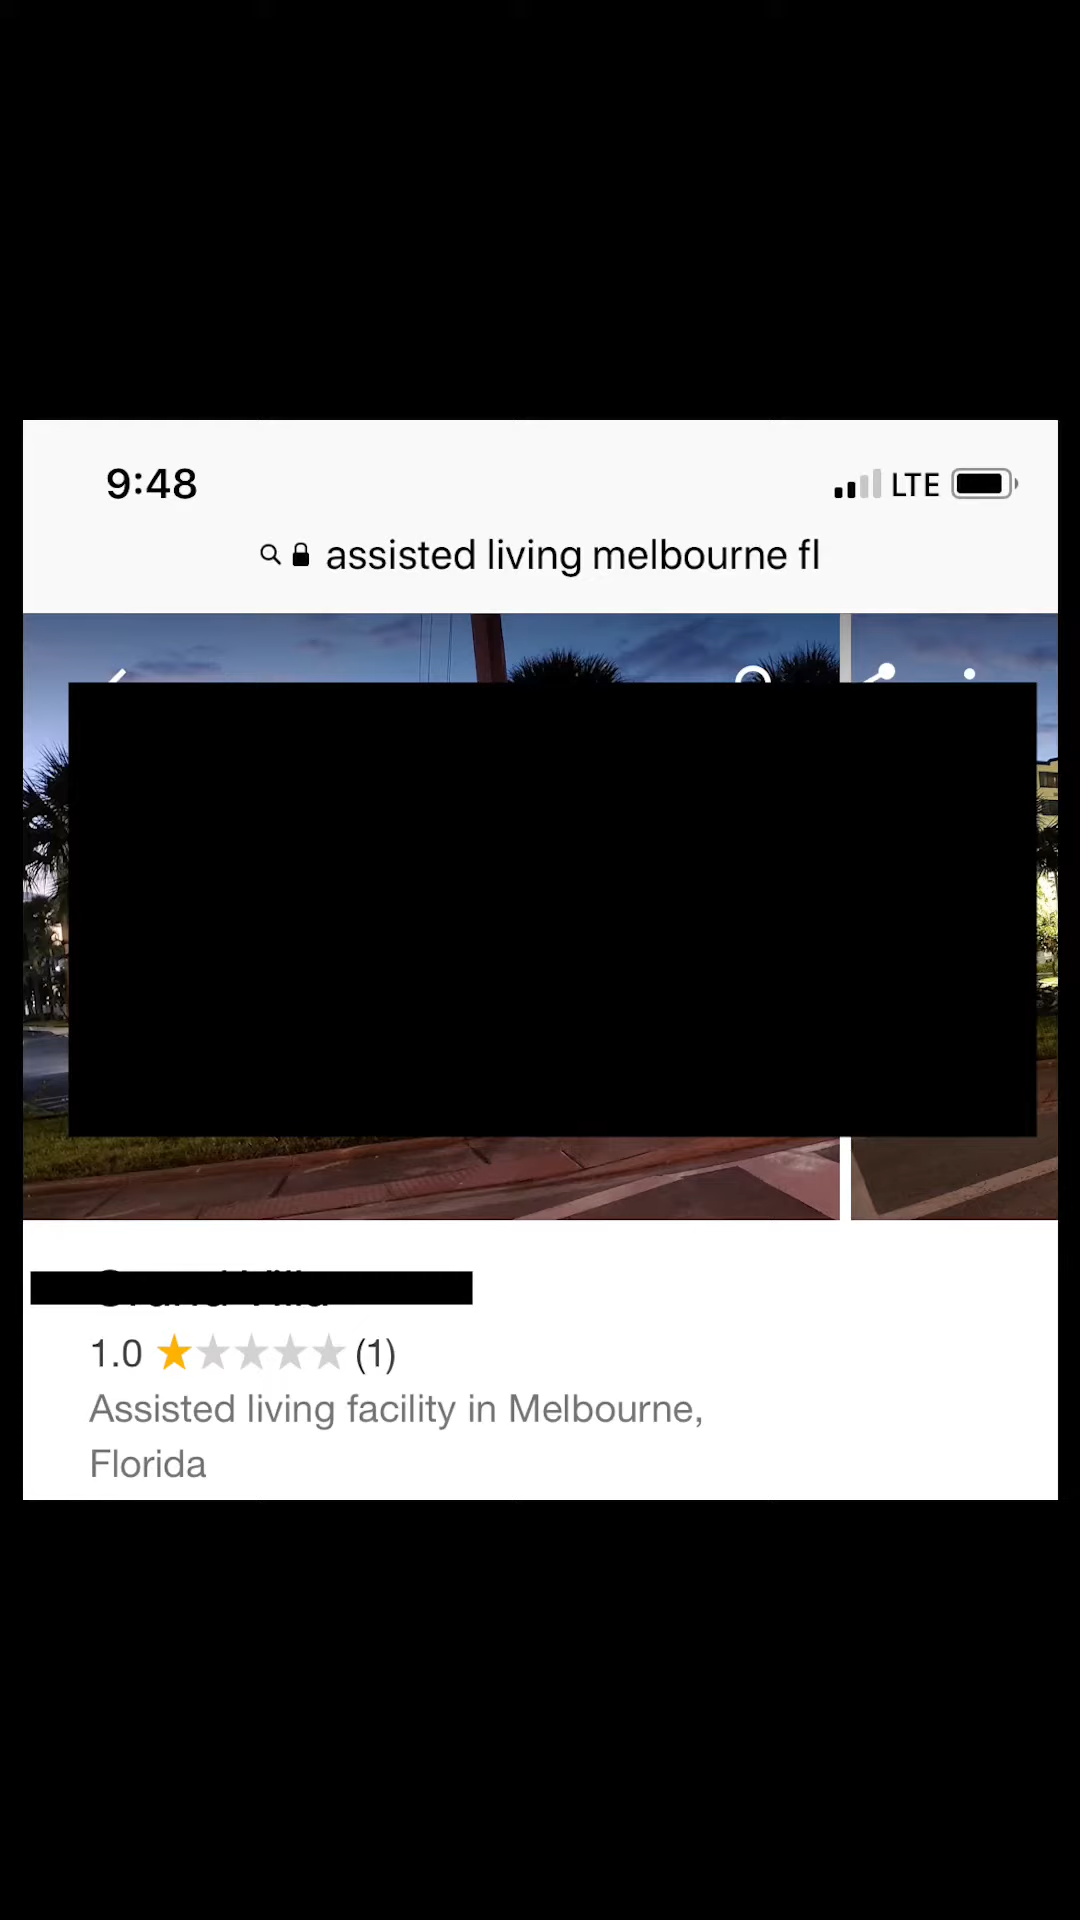 9:48 LTE
assisted living melbourne fl
1.0 (1)
Assisted living facility in Melbourne,
Florida